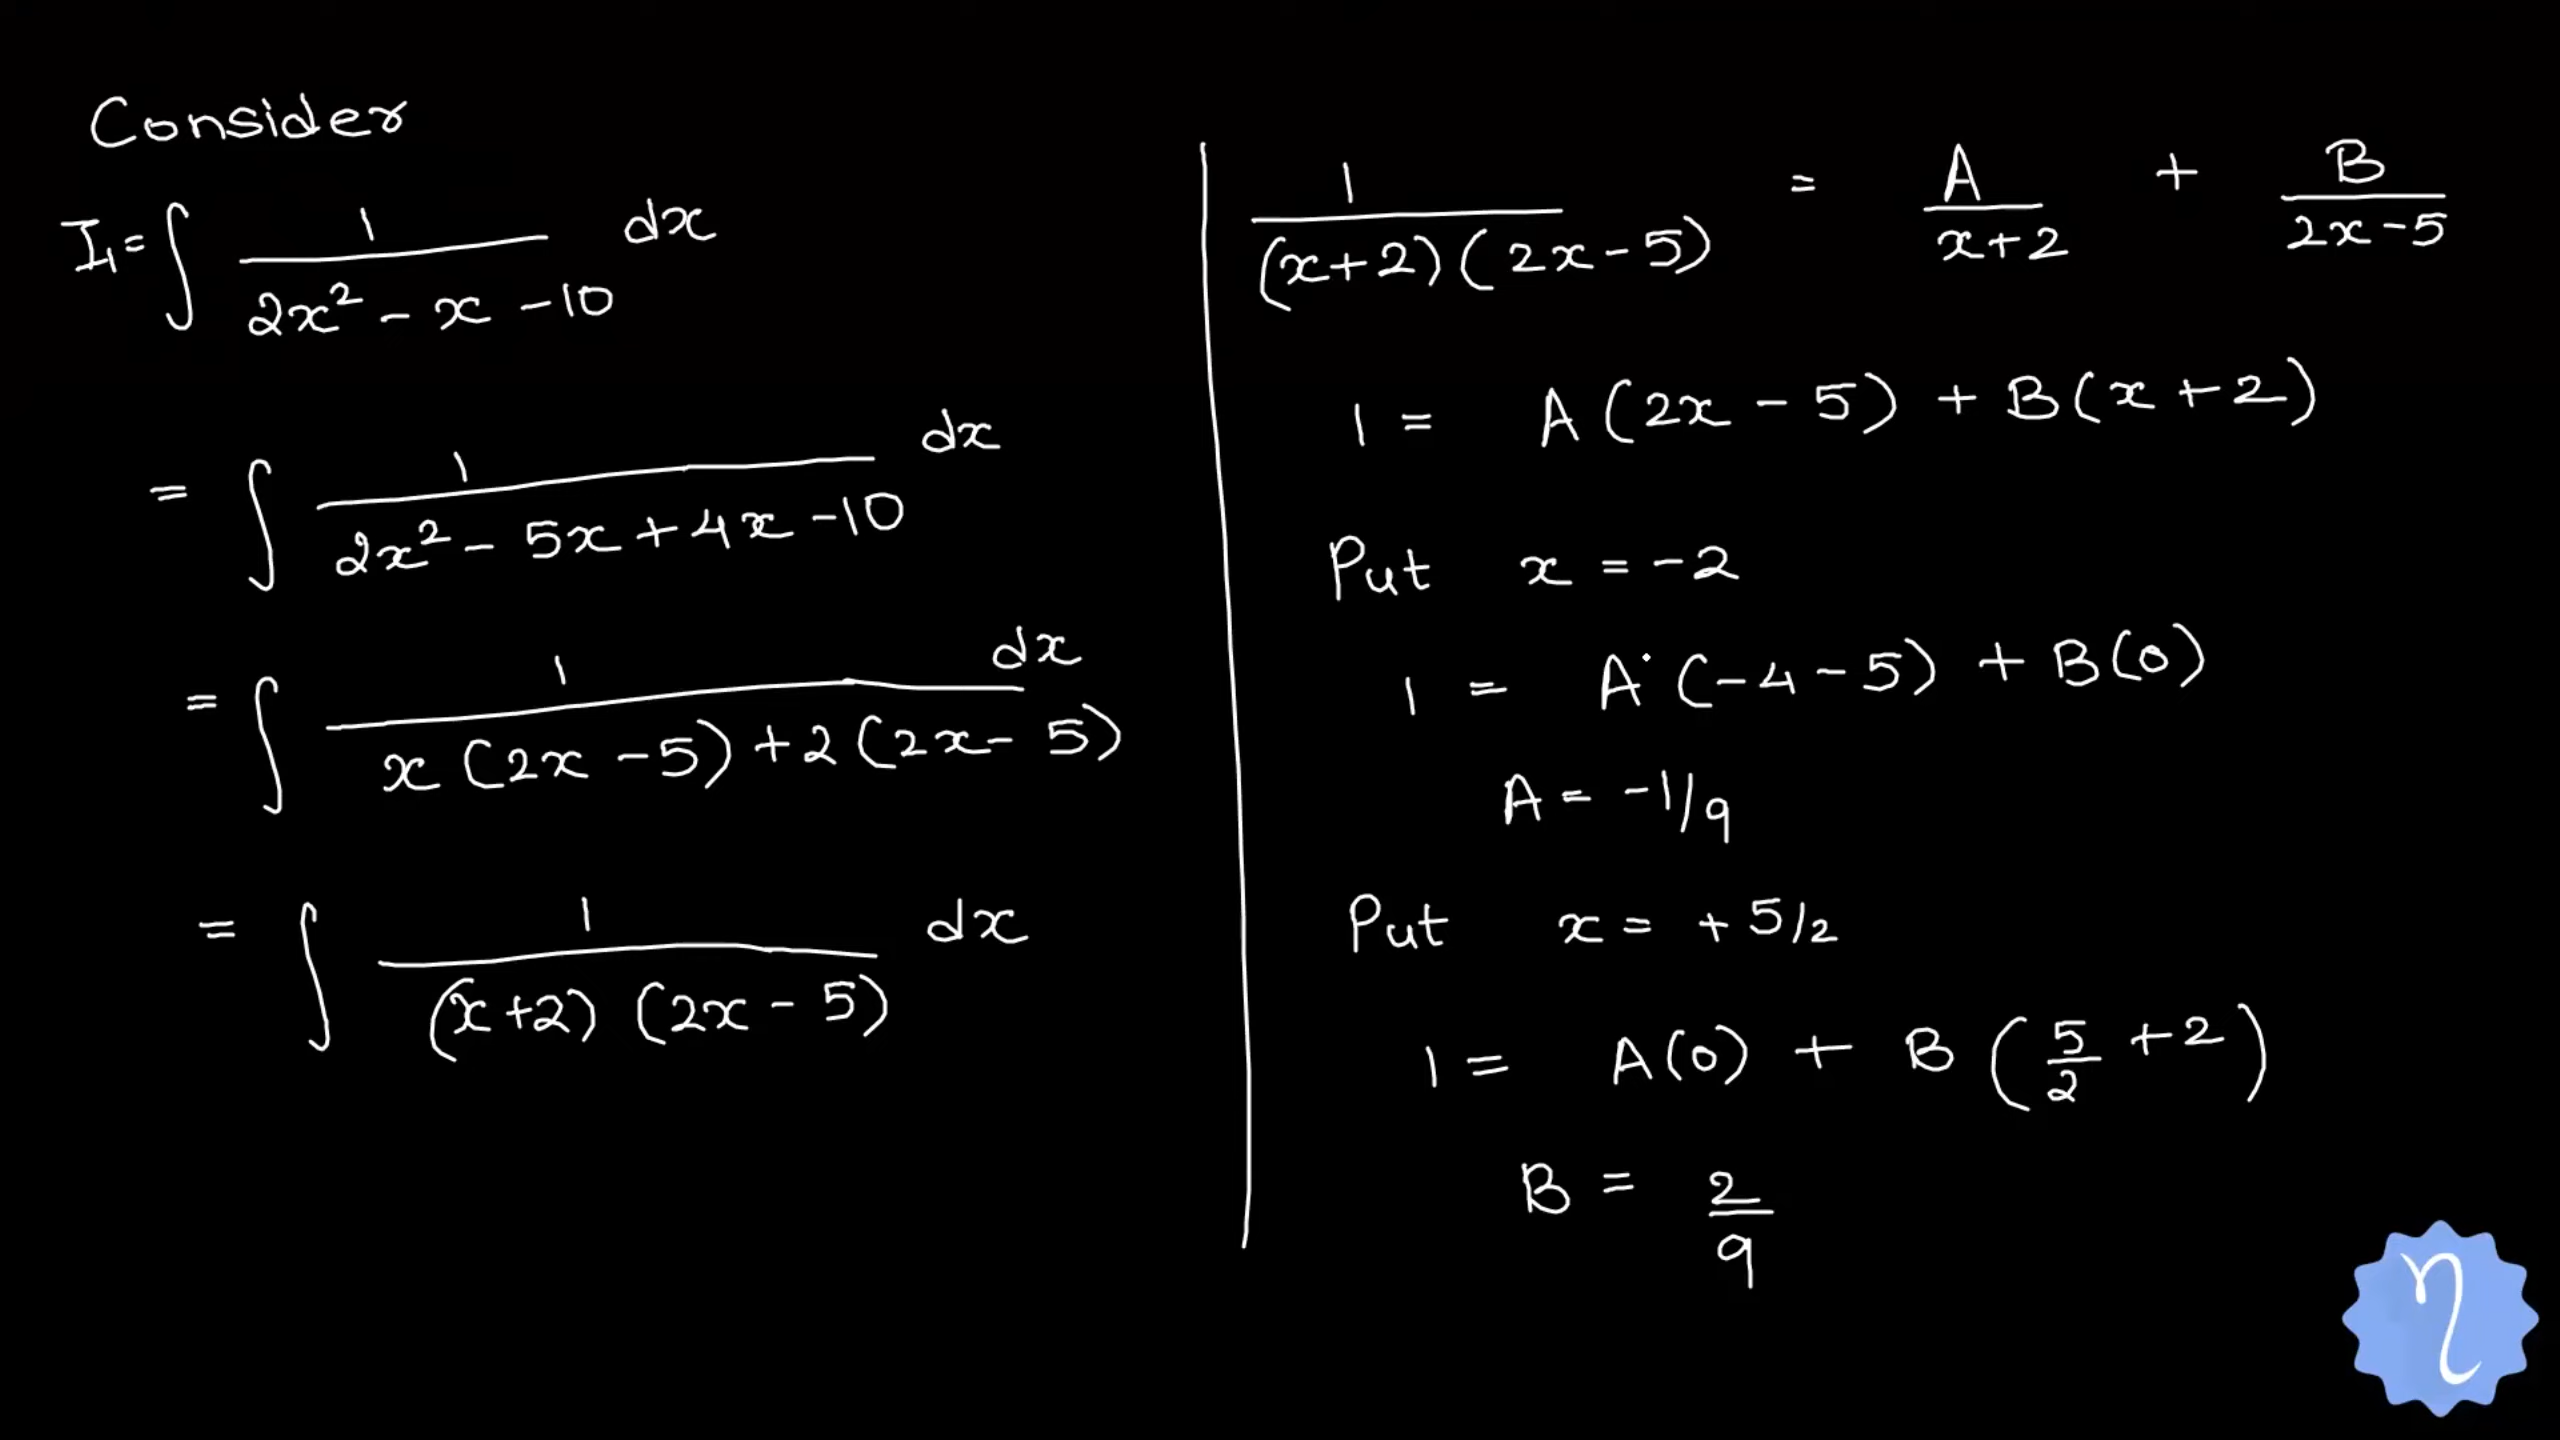 Consider
I₁ = ∫ 1/(2x² - x - 10) dx
= ∫ 1/(2x² - 5x + 4x - 10) dx
= ∫ 1/(x(2x - 5) + 2(2x - 5)) dx
= ∫ 1/((x+2)(2x - 5)) dx
1/((x+2)(2x-5)) = A/(x+2) + B/(2x-5)
1 = A(2x - 5) + B(x + 2)
Put x = -2
1 = A·(-4 - 5) + B(0)
A = -1/9
Put x = +5/2
1 = A(0) + B(5/2 + 2)
B = 2/9
η